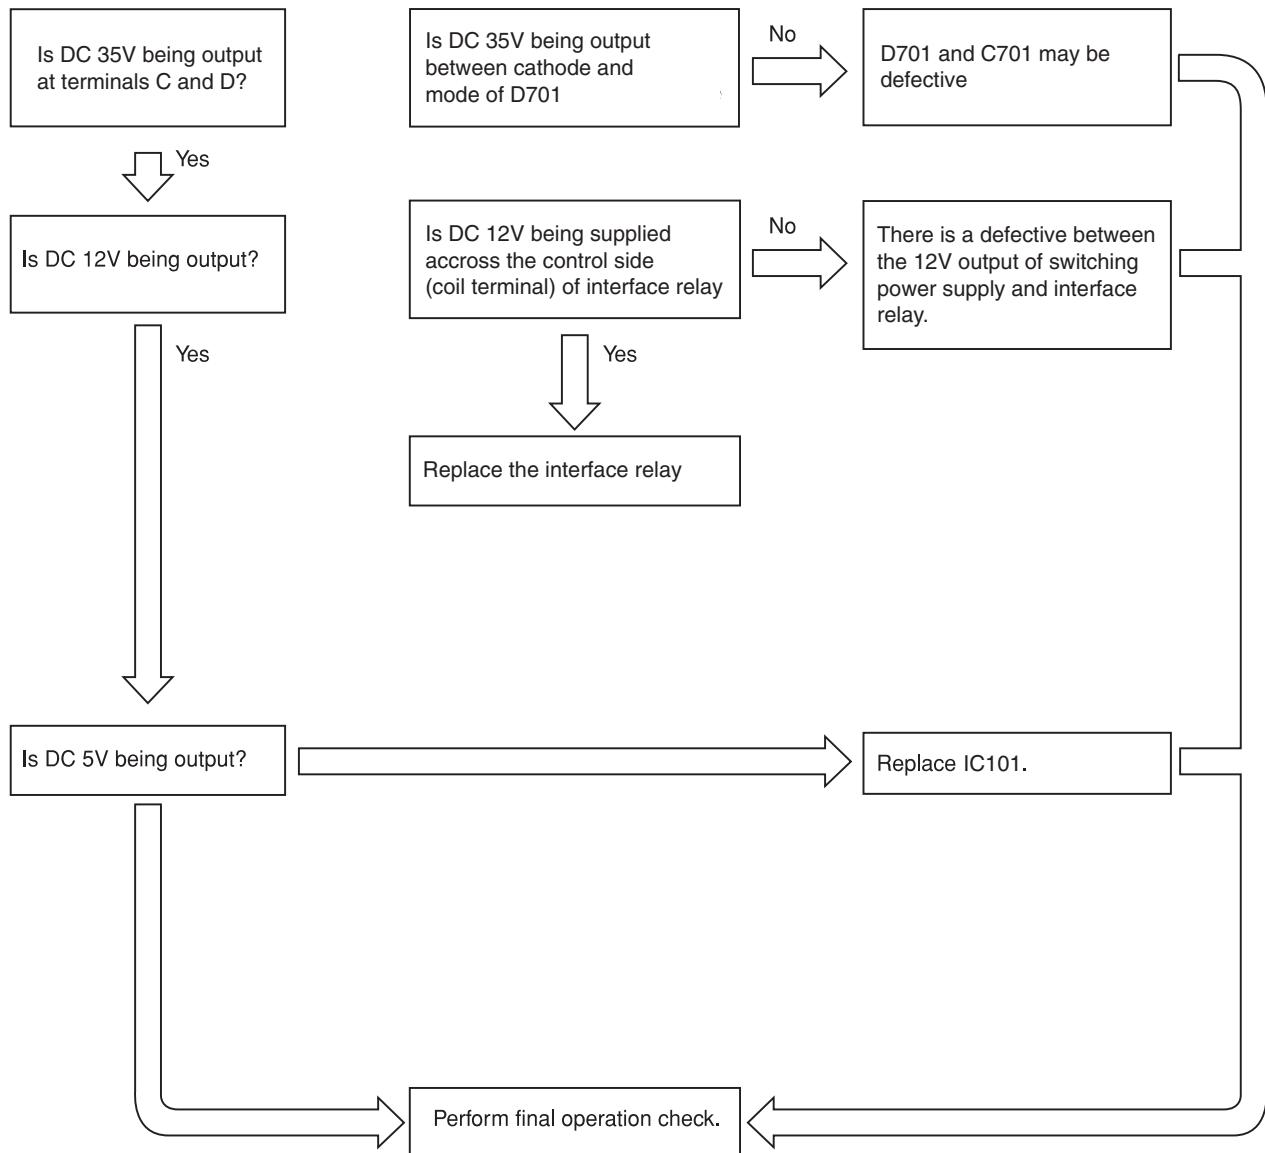 Is DC 35V being output
at terminals C and D?
Is DC 35V being output
between cathode and
mode of D701
No
D701 and C701 may be
defective
Yes
Is DC 12V being output?
Is DC 12V being supplied
accross the control side
(coil terminal) of interface relay
No
There is a defective between
the 12V output of switching
power supply and interface
relay.
Yes
Yes
Replace the interface relay
Is DC 5V being output?
Replace IC101.
Perform final operation check.